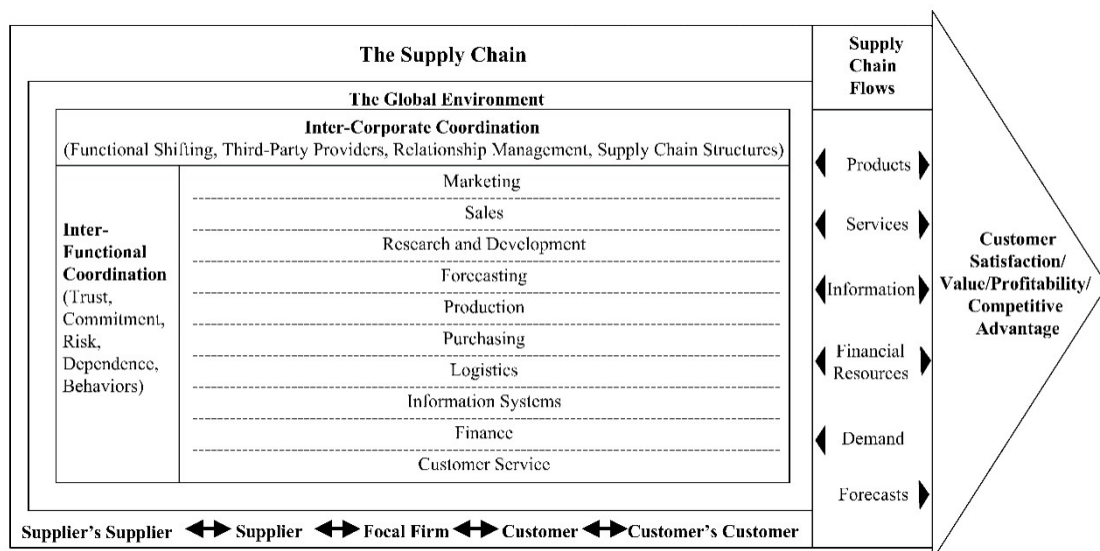 The Supply Chain
The Global Environment
Inter-Corporate Coordination
(Functional Shifting, Third-Party Providers, Relationship Management, Supply Chain Structures)
Inter-
Functional
Coordination
(Trust,
Commitment,
Risk,
Dependence,
Behaviors)
Marketing
Sales
Research and Development
Forecasting
Production
Purchasing
Logistics
Information Systems
Finance
Customer Service
Supplier's Supplier Supplier Focal Firm Customer Customer's Customer
Supply
Chain
Flows
Products
Services
Information
Financial
Resources
Demand
Forecasts
Customer
Satisfaction/
Value/Profitability/
Competitive
Advantage